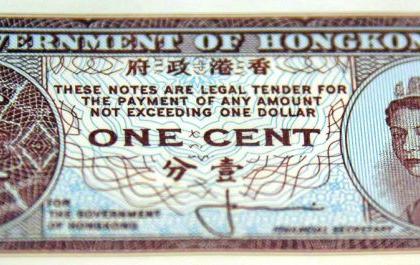 VERNMENT OF HONGKO
府政港香
THESE NOTES ARE LEGAL TENDER FOR
THE PAYMENT OF ANY AMOUNT
NOT EXCEEDING ONE DOLLAR
ONE CENT
分壹
FOR
THE GOVERNMENT
OF HONGKONG
FINANCIAL SECRETARY